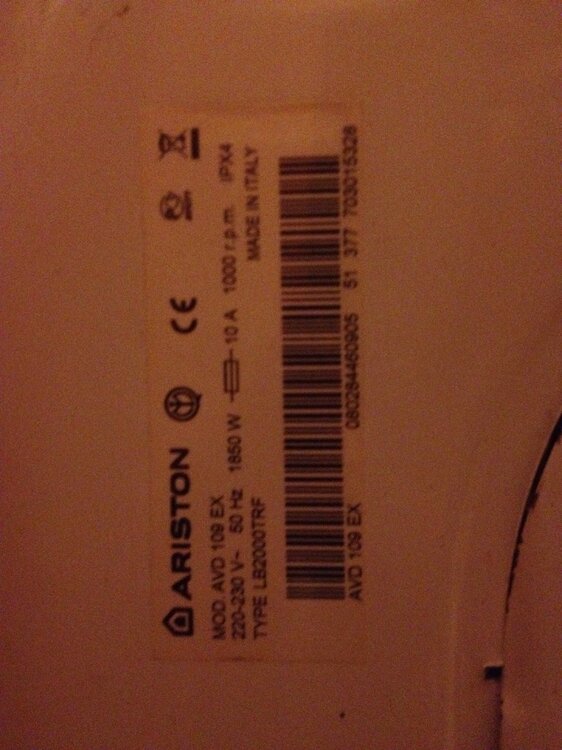 ARISTON CE
MOD. AVD 109 EX
220-230 V~ 50 Hz 1850 W 10 A 1000 r.p.m. IPX4
TYPE LB2000TRF MADE IN ITALY
AVD 109 EX 080284460905 51 377 703015328